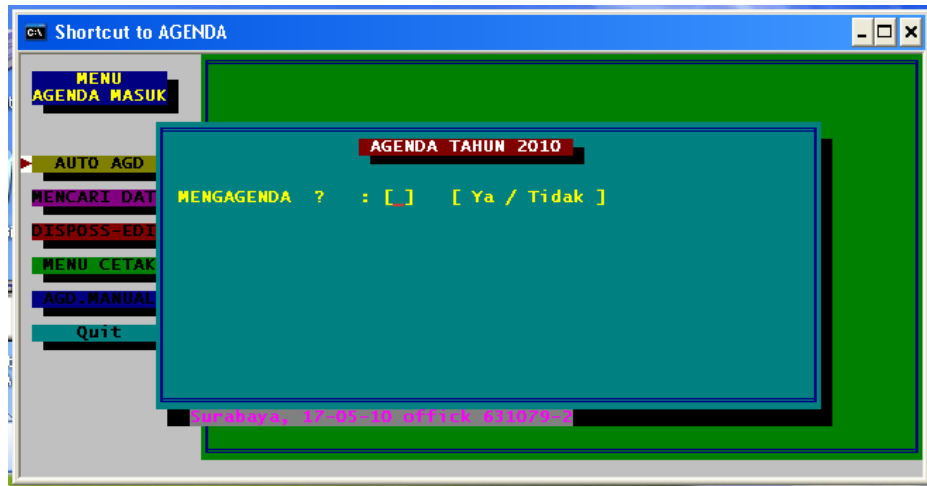 Shortcut to AGENDA
MENU
AGENDA MASUK
AGENDA TAHUN 2010
AUTO AGD
MENCARI DAT
MENGAGENDA ? : [_] [ Ya / Tidak ]
DISPOSS-EDI
MENU CETAK
AGD.MANUAL
Quit
Surabaya, 17-05-10 offick 631079-2